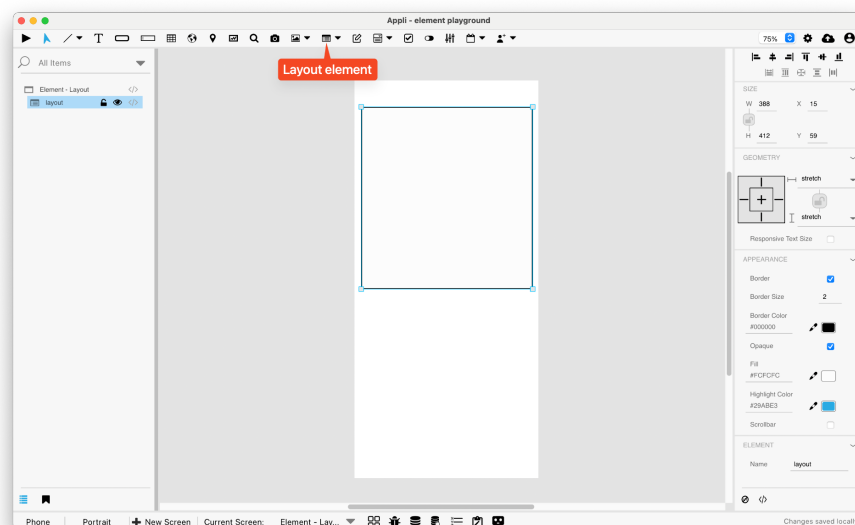 Appli - element playground
T
75%
All Items
Layout element
Element - Layout </>
layout </>
SIZE
W 388 X 15
H 412 Y 59
GEOMETRY
stretch
stretch
Responsive Text Size
APPEARANCE
Border
Border Size 2
Border Color
#000000
Opaque
Fill
#FCFCFC
Highlight Color
#29ABE3
Scrollbar
ELEMENT
Name layout
</>
Phone Portrait + New Screen Current Screen: Element - Lay...
Changes saved locall